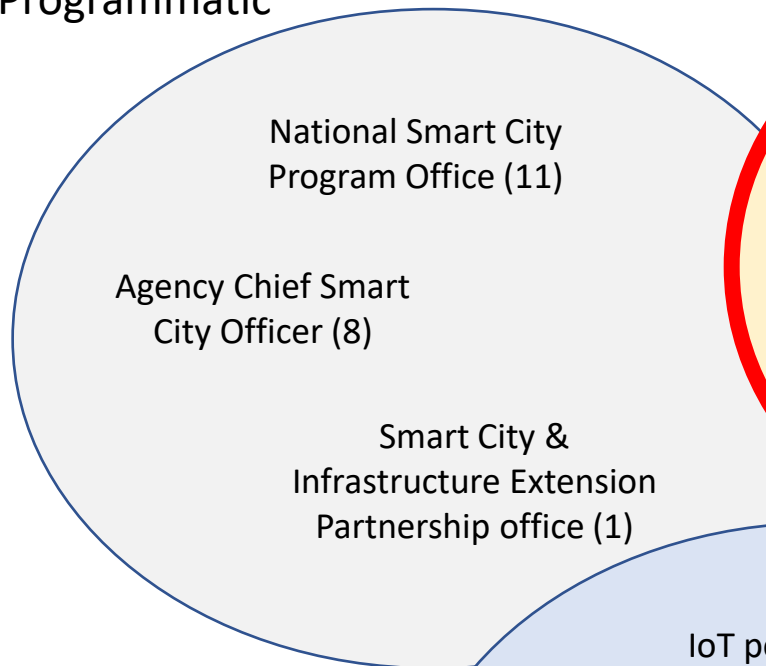 Programmatic
National Smart City
Program Office (11)
Agency Chief Smart
City Officer (8)
Smart City &
Infrastructure Extension
Partnership office (1)
IoT